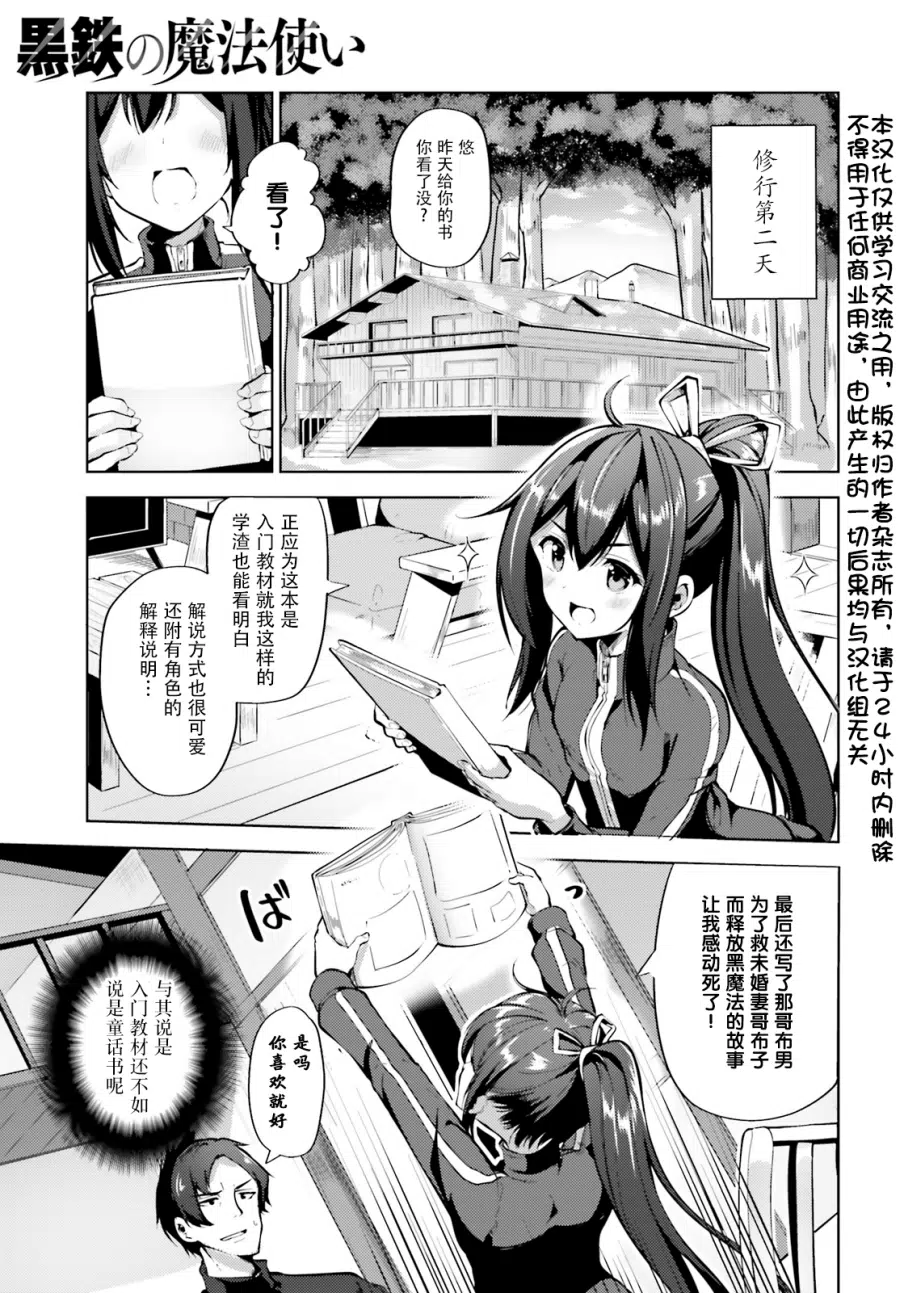 黒鉄の魔法使い
本汉化仅供学习交流之用，版权归作者杂志所有，请于24小时内删除
不得用于任何商业用途，由此产生的一切后果均与汉化组无关
修行第二天
悠
昨天给你的书
你看了没？
看了！
正应为这本是
入门教材就我这样的
学渣也能看明白
解说方式也很可爱
还附有角色的
解释说明…
最后还写了那哥布男
为了救未婚妻哥布子
而释放黑魔法的故事
让我感动死了！
ばっ
是吗
你喜欢就好
与其说是
入门教材还不如
说是童话书呢